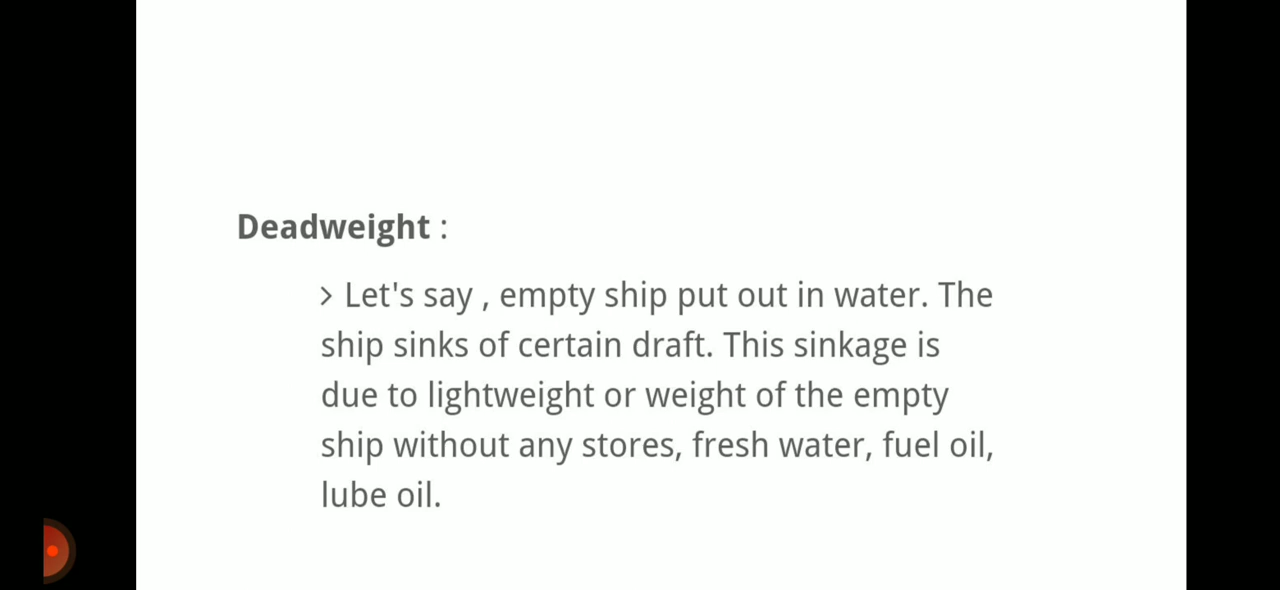 Deadweight :
> Let's say , empty ship put out in water. The
ship sinks of certain draft. This sinkage is
due to lightweight or weight of the empty
ship without any stores, fresh water, fuel oil,
lube oil.